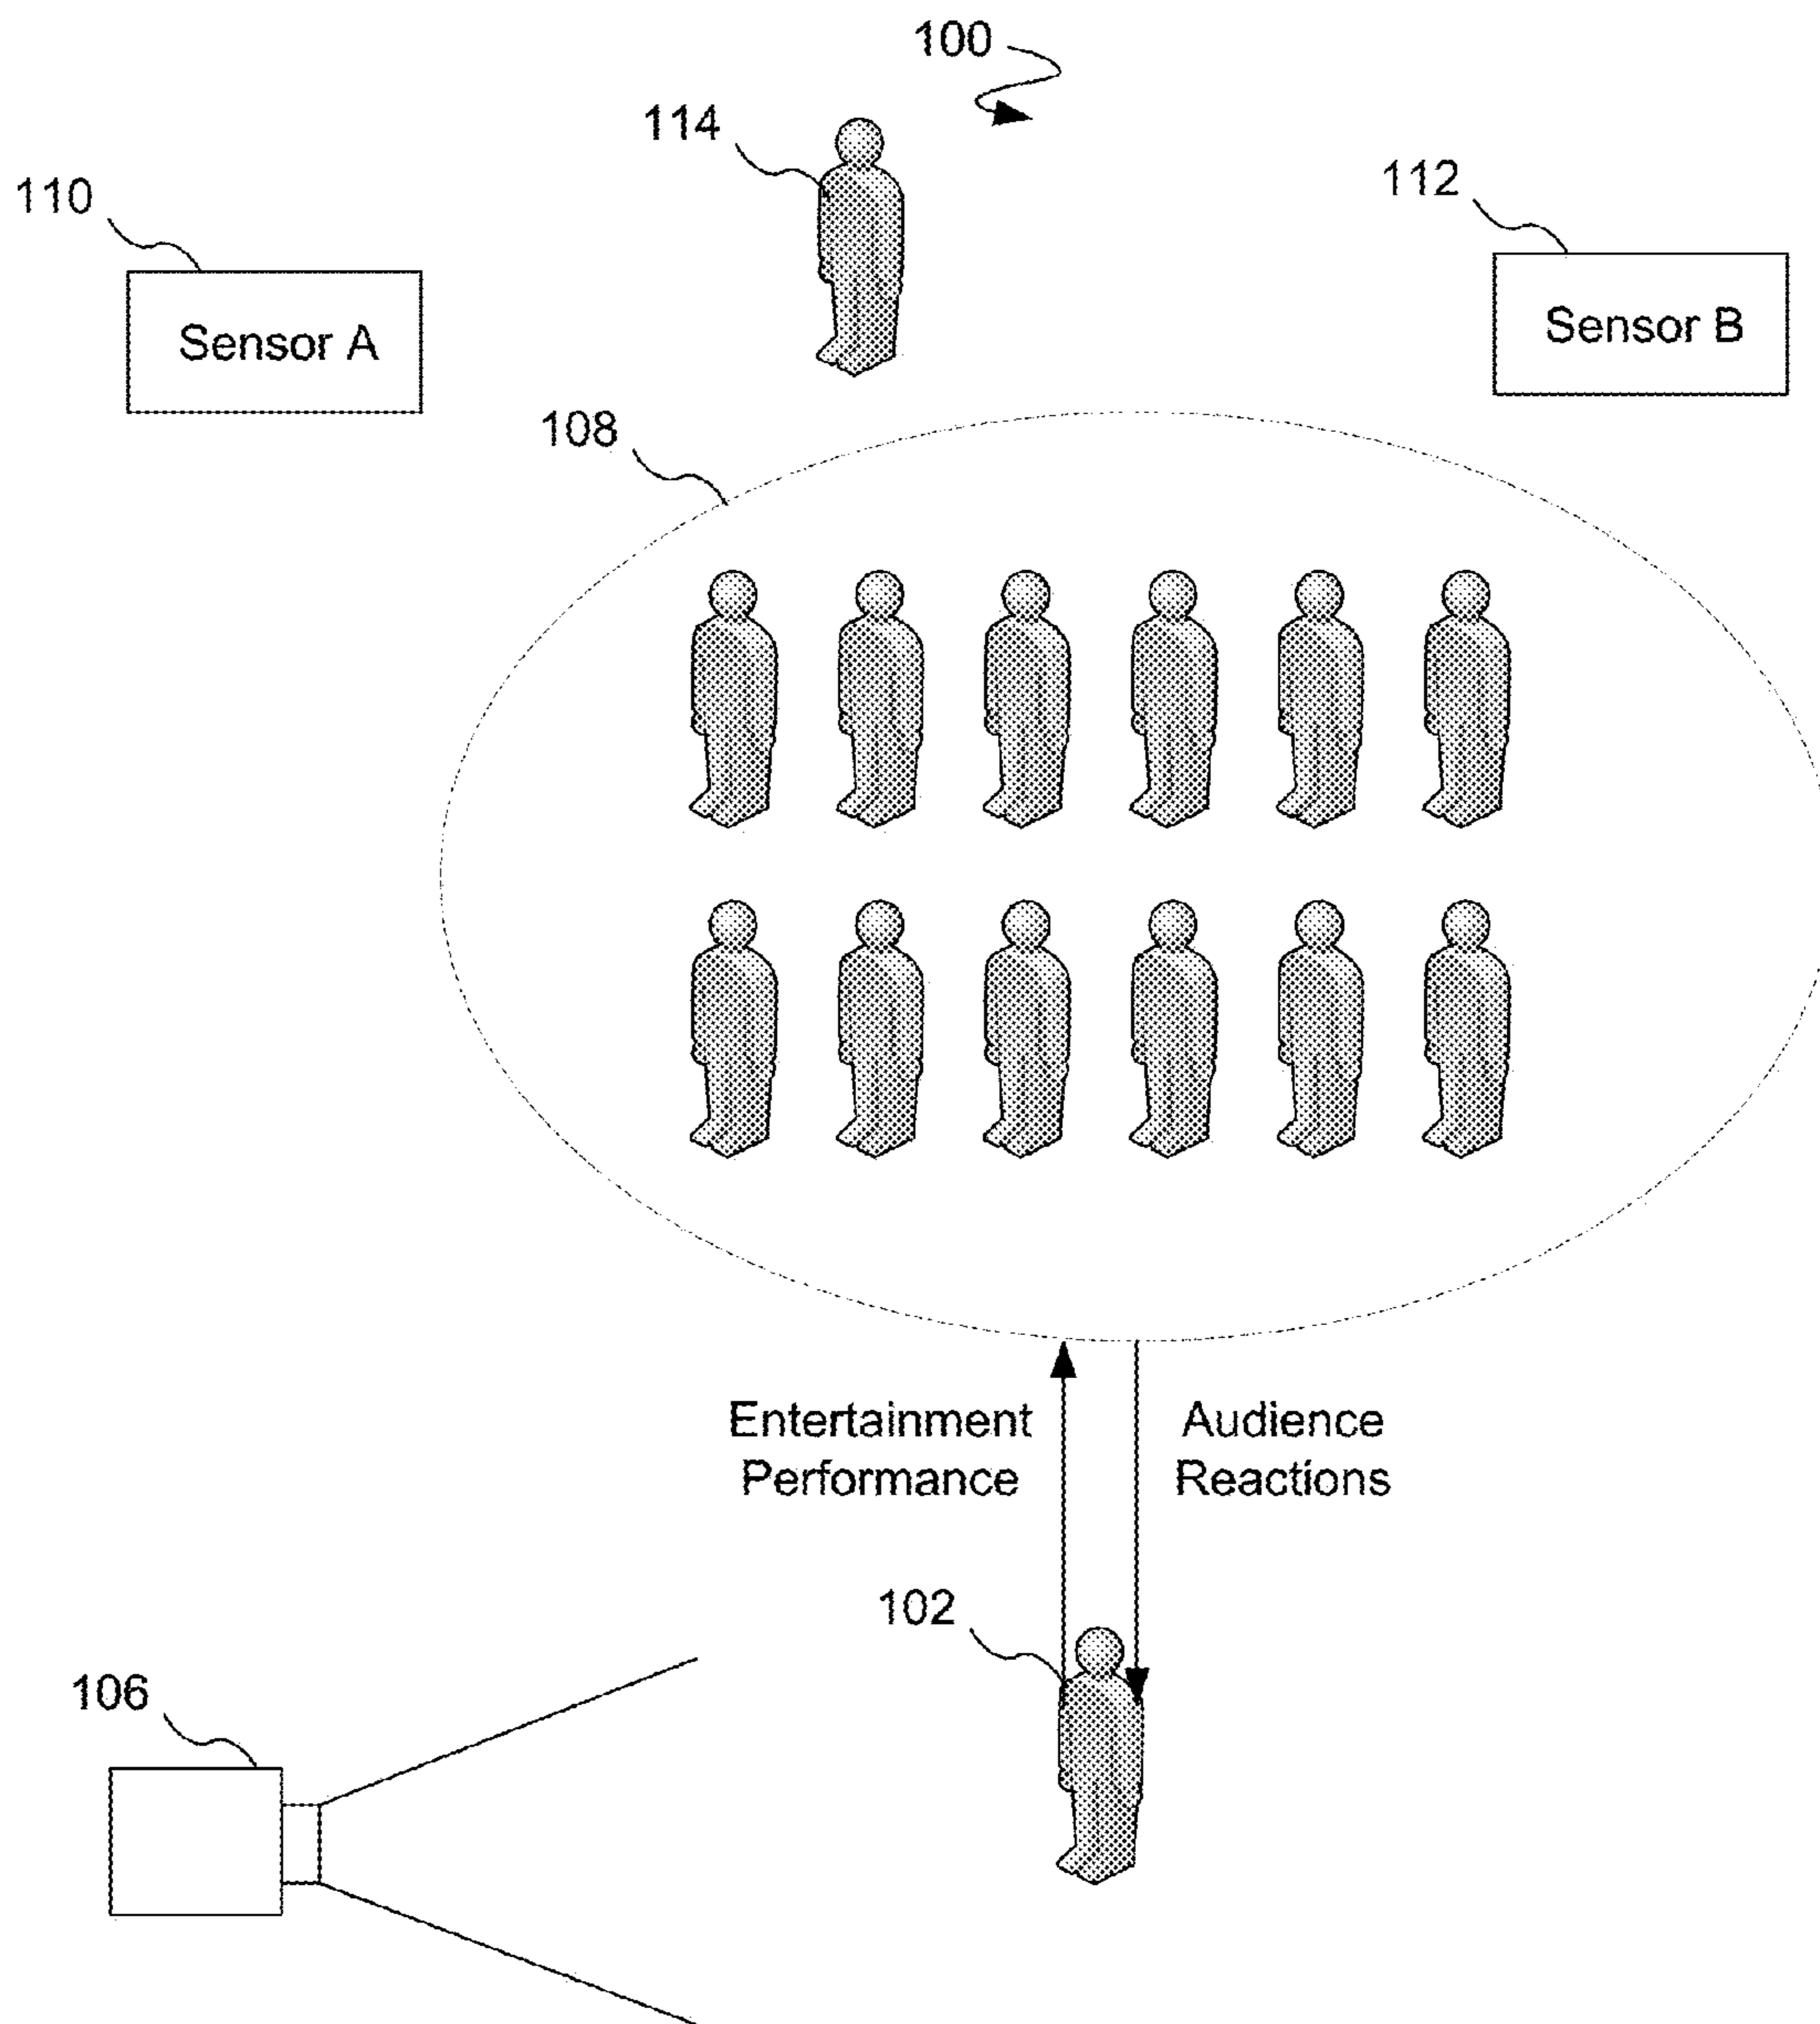 100
114
110
112
Sensor A
Sensor B
108
Entertainment
Performance
Audience
Reactions
102
106